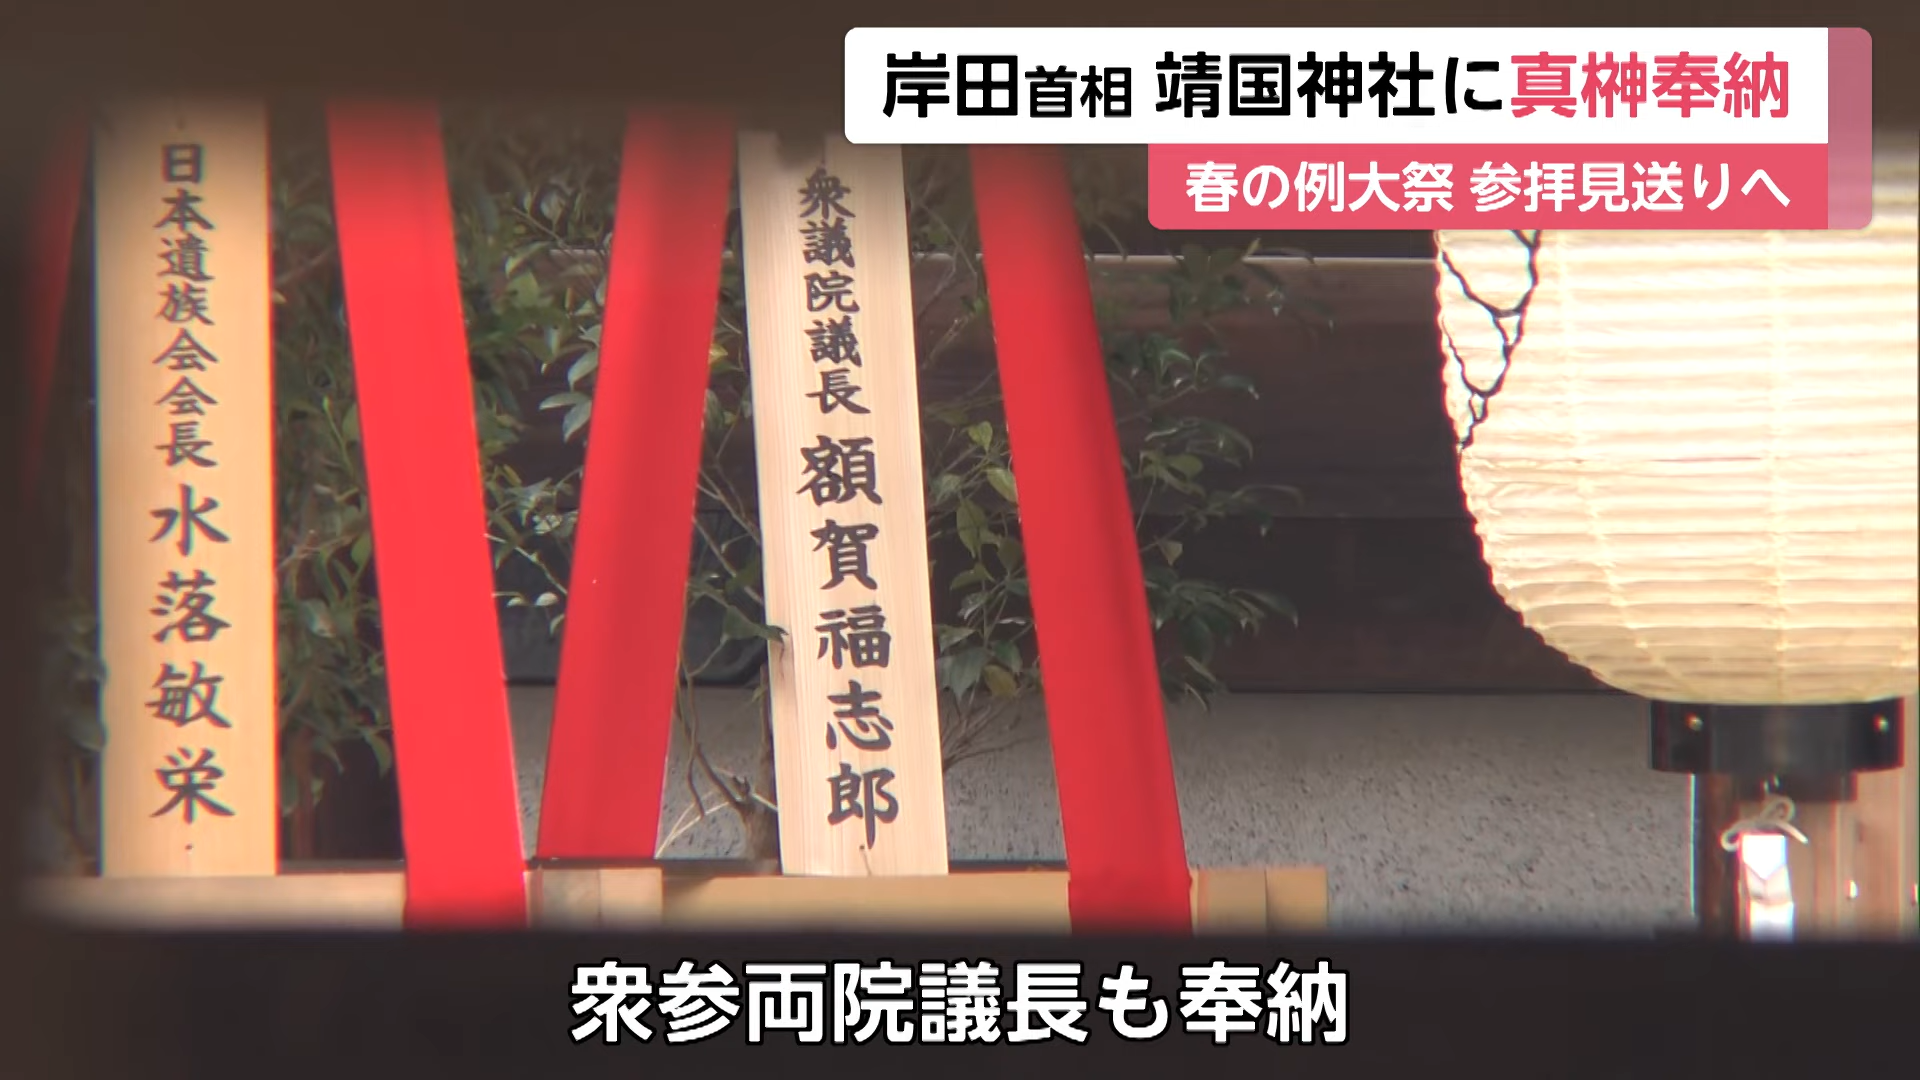 岸田首相 靖国神社に真榊奉納
春の例大祭 参拝見送りへ
日本遺族会会長 水落敏栄
衆議院議長 額賀福志郎
衆参両院議長も奉納